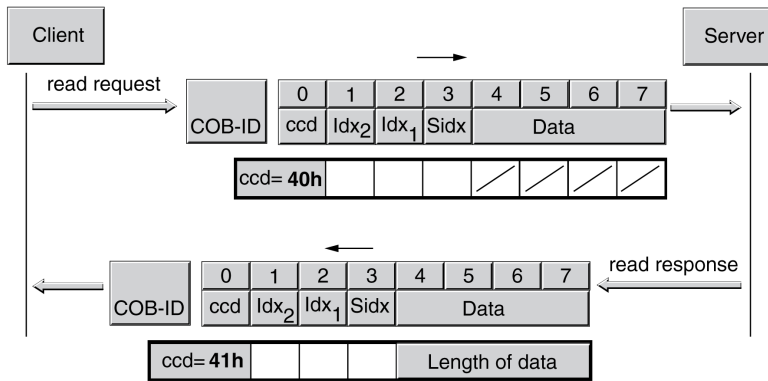 Client
Server
read request
COB-ID
0 1 2 3 4 5 6 7
ccd Idx2 Idx1 Sidx Data
ccd= 40h
read response
COB-ID
0 1 2 3 4 5 6 7
ccd Idx2 Idx1 Sidx Data
ccd= 41h Length of data